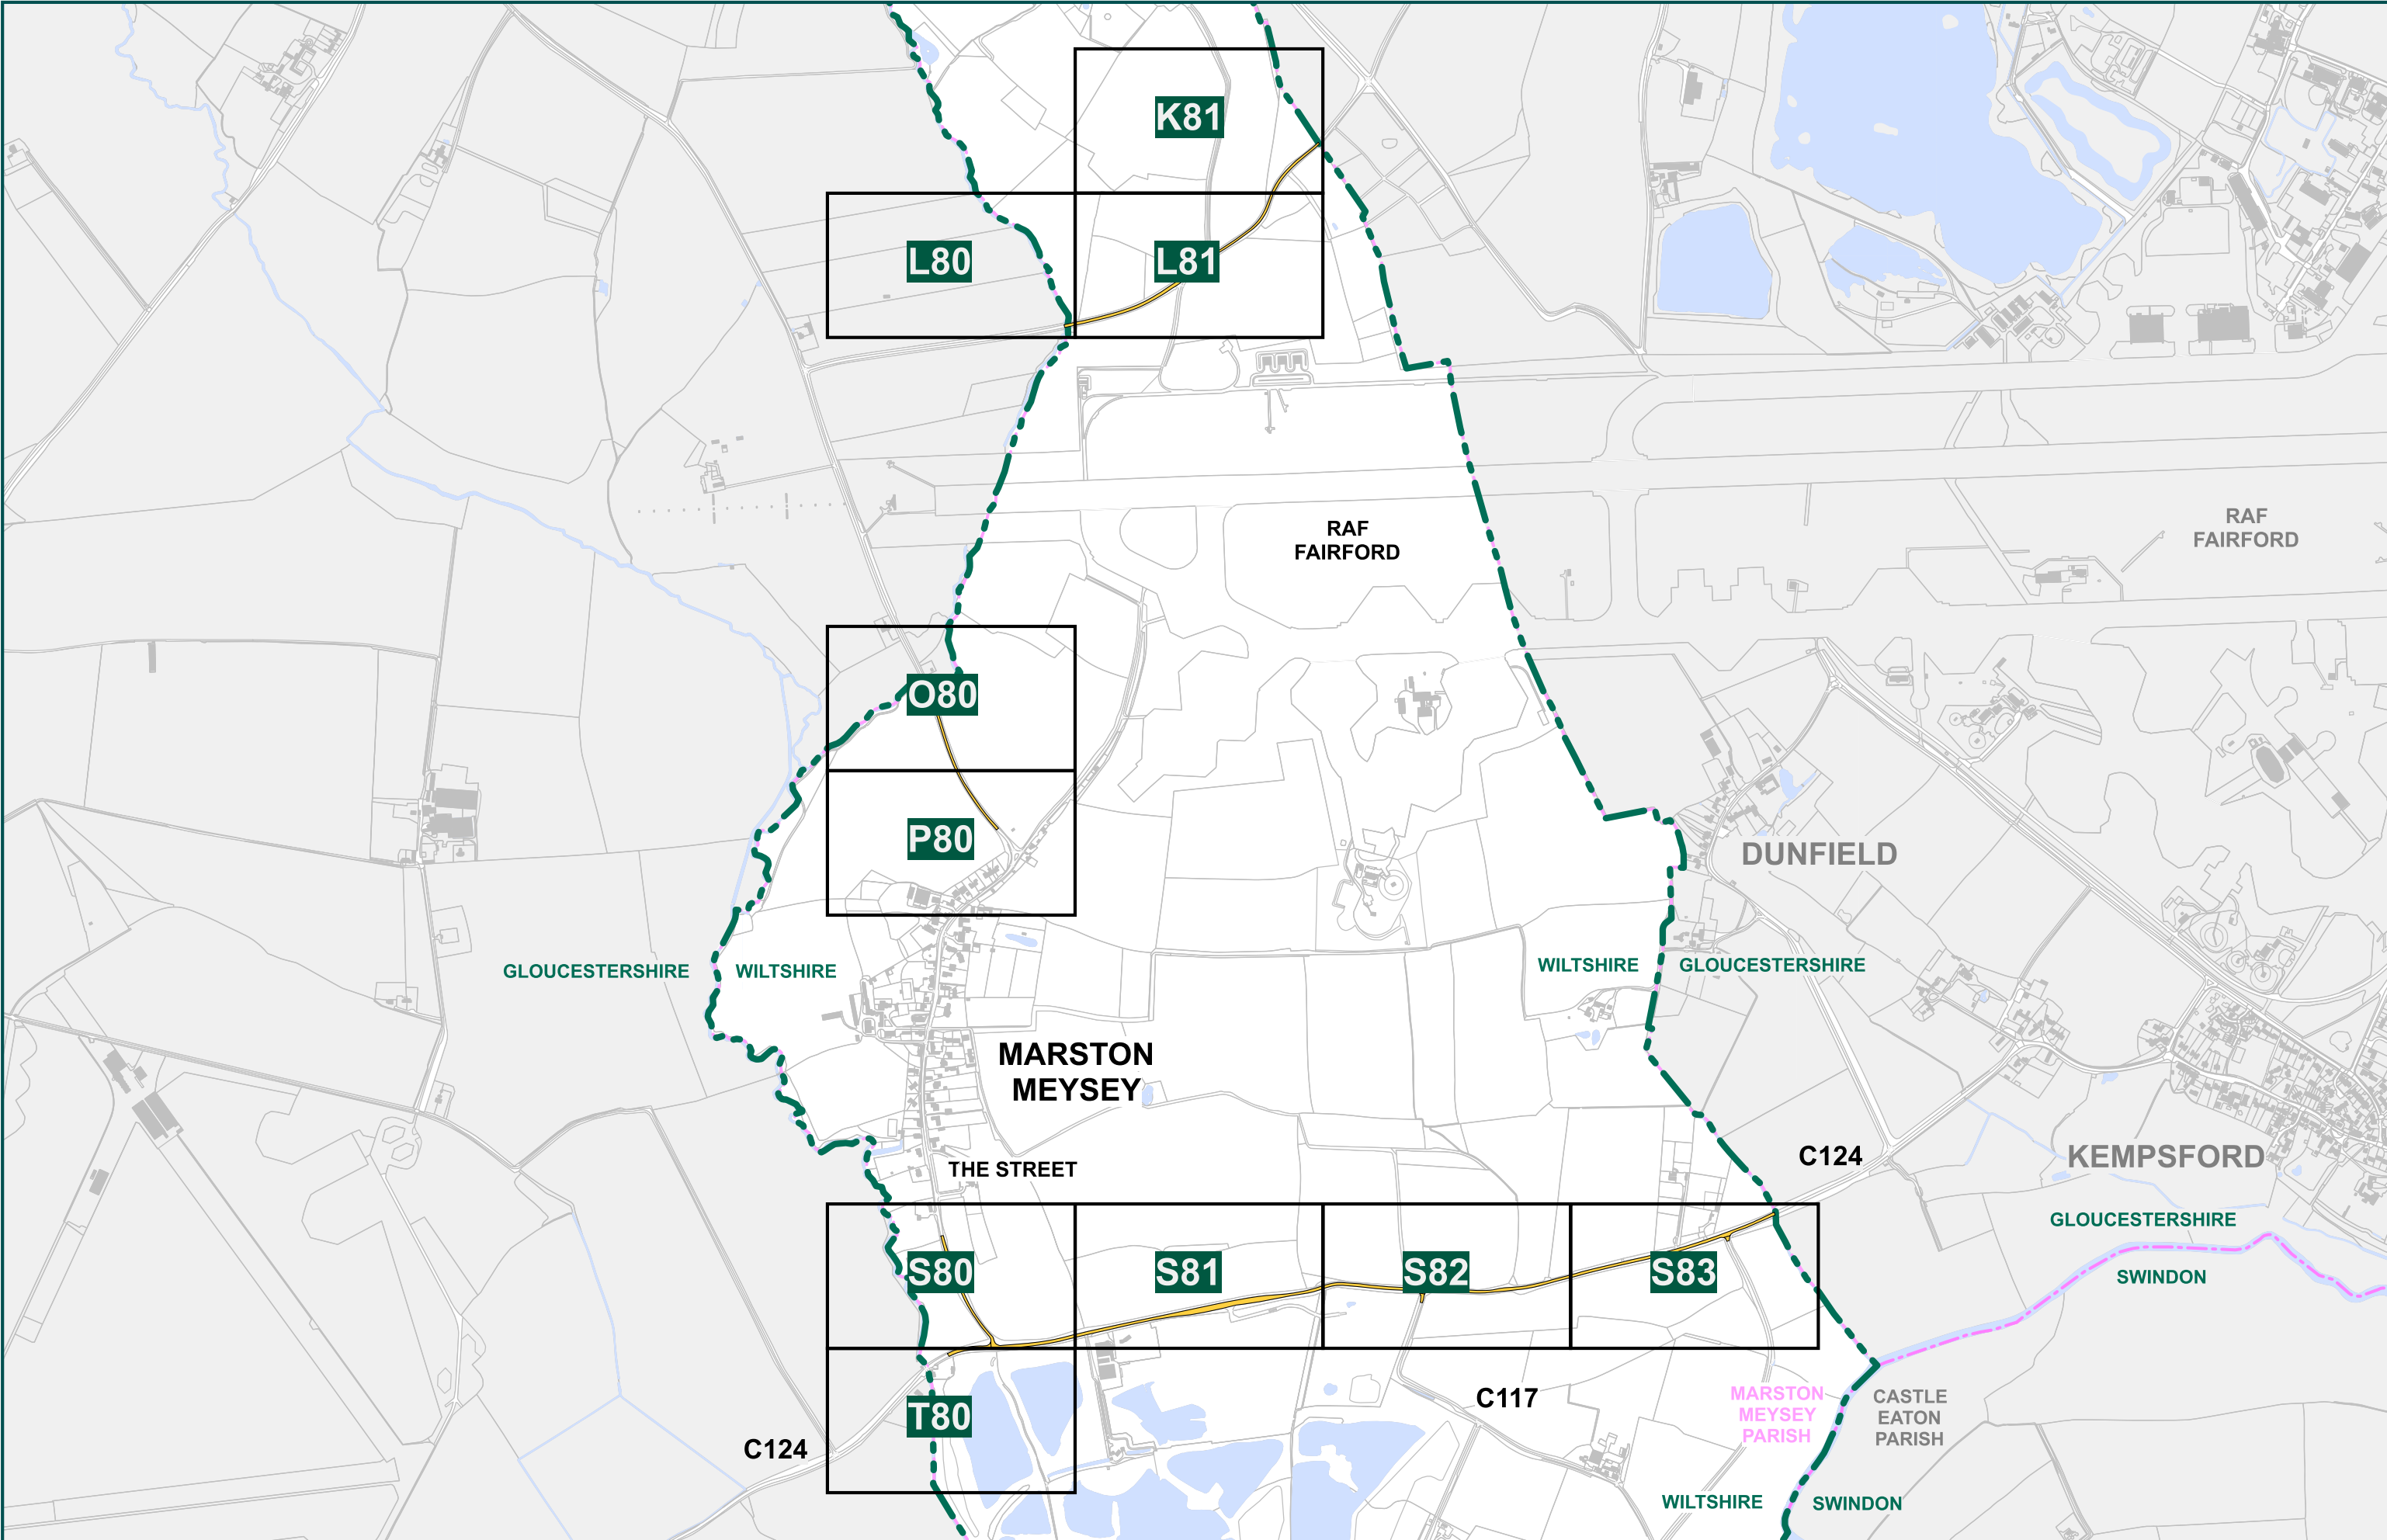 K81
L80
L81
RAF
FAIRFORD
RAF
FAIRFORD
O80
P80
DUNFIELD
GLOUCESTERSHIRE
WILTSHIRE
WILTSHIRE
GLOUCESTERSHIRE
MARSTON
MEYSEY
THE STREET
C124
KEMPSFORD
GLOUCESTERSHIRE
SWINDON
S80
S81
S82
S83
T80
C124
C117
MARSTON
MEYSEY
PARISH
CASTLE
EATON
PARISH
WILTSHIRE
SWINDON